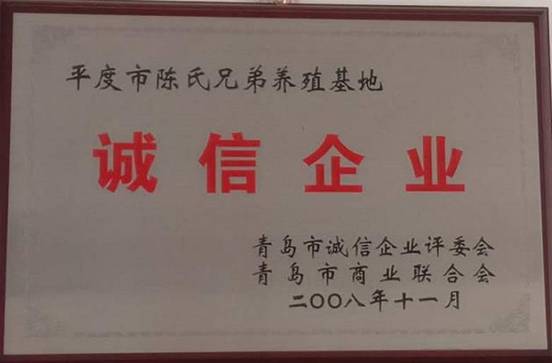 平度市陈氏兄弟养殖基地
诚信企业
青岛市诚信企业评委会
青岛市商业联合会
二〇〇八年十一月